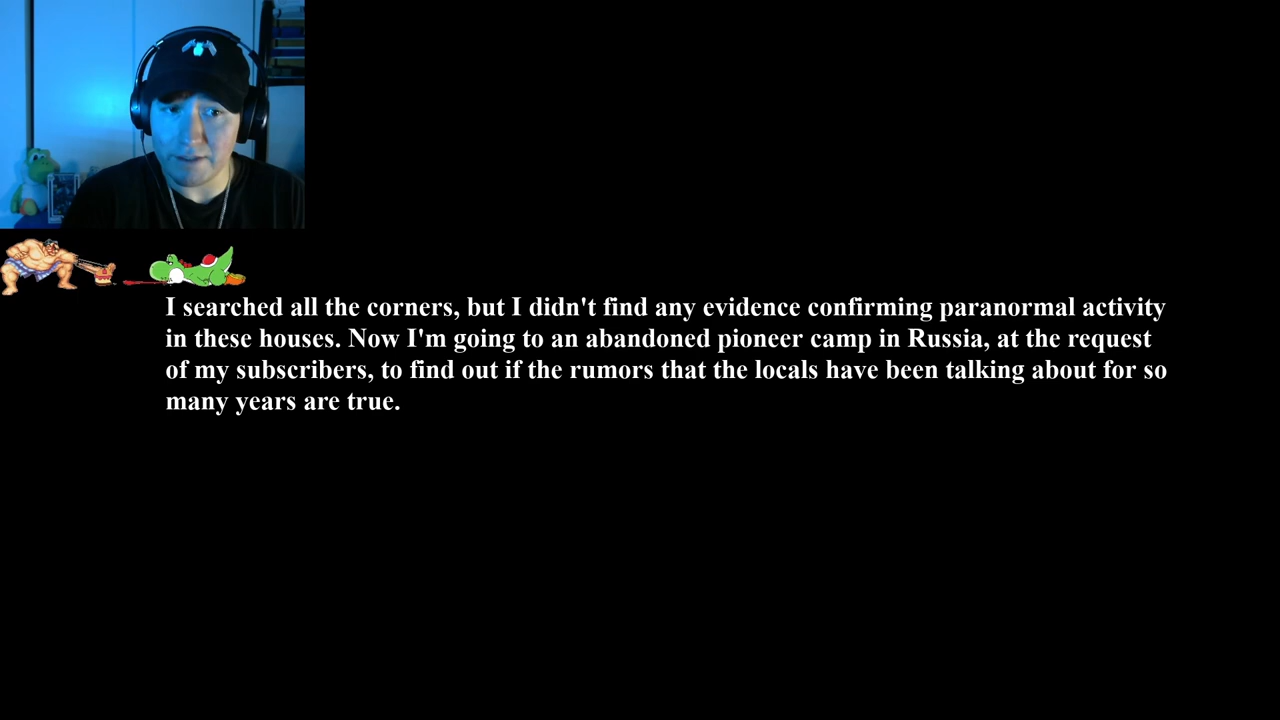 I searched all the corners, but I didn't find any evidence confirming paranormal activity
in these houses. Now I'm going to an abandoned pioneer camp in Russia, at the request
of my subscribers, to find out if the rumors that the locals have been talking about for so
many years are true.